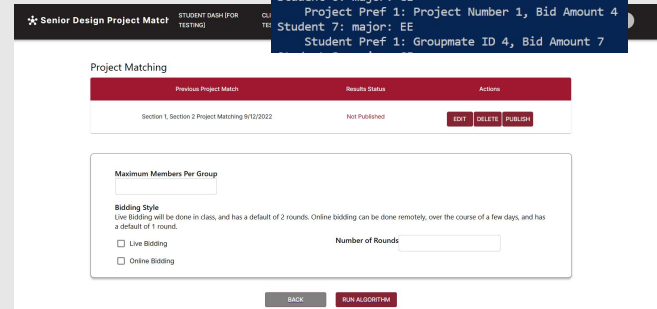 Senior Design Project Match
STUDENT DASH (FOR TESTING)
Project Pref 1: Project Number 1, Bid Amount 4
Student 7: major: EE
Student Pref 1: Groupmate ID 4, Bid Amount 7
Project Matching
Previous Project Match Results Status Actions
Section 1, Section 2 Project Matching 9/12/2022 Not Published EDIT DELETE PUBLISH
Maximum Members Per Group
Bidding Style
Live Bidding will be done in class, and has a default of 2 rounds. Online bidding can be done remotely, over the course of a few days, and has
a default of 1 round.
Live Bidding Number of Rounds
Online Bidding
BACK RUN ALGORITHM